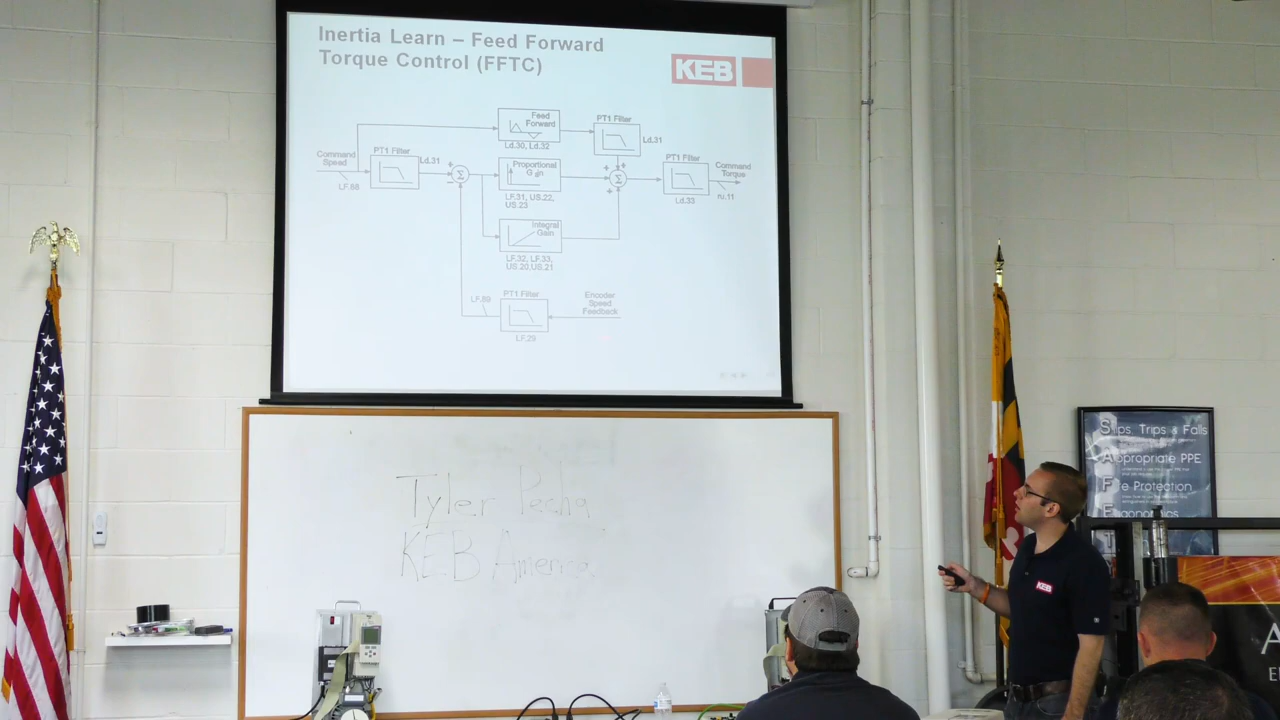 Inertia Learn – Feed Forward
Torque Control (FFTC)
KEB
Feed
Forward
Ld.30, Ld.32
PT1 Filter
Ld.31
Command
Speed
LF.88
PT1 Filter
Ld.31
Σ
Proportional
Gain
LF.31, US.22,
US.23
Σ
PT1 Filter
Ld.33
Command
Torque
ru.11
Integral
Gain
LF.32, LF.33,
US.20,US.21
LF.89
PT1 Filter
LF.29
Encoder
Speed
Feedback
Tyler Pecha
KEB America
Slips, Trips & Falls
Appropriate PPE
Fire Protection
Ergonomics
T
KEB
A